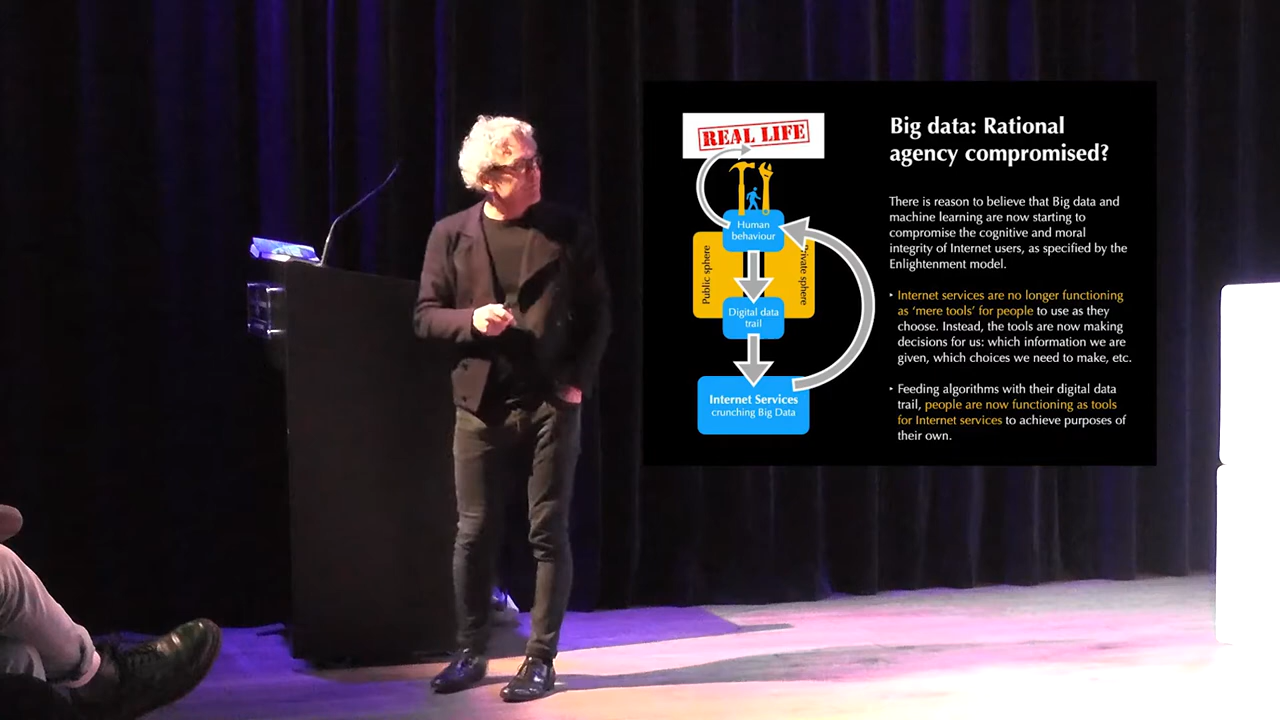 REAL LIFE
Human
behaviour
Public sphere
Private sphere
Digital data
trail
Internet Services
crunching Big Data
Big data: Rational
agency compromised?
There is reason to believe that Big data and
machine learning are now starting to
compromise the cognitive and moral
integrity of Internet users, as specified by the
Enlightenment model.
‣ Internet services are no longer functioning
as ‘mere tools’ for people to use as they
choose. Instead, the tools are now making
decisions for us: which information we are
given, which choices we need to make, etc.
‣ Feeding algorithms with their digital data
trail, people are now functioning as tools
for Internet services to achieve purposes of
their own.